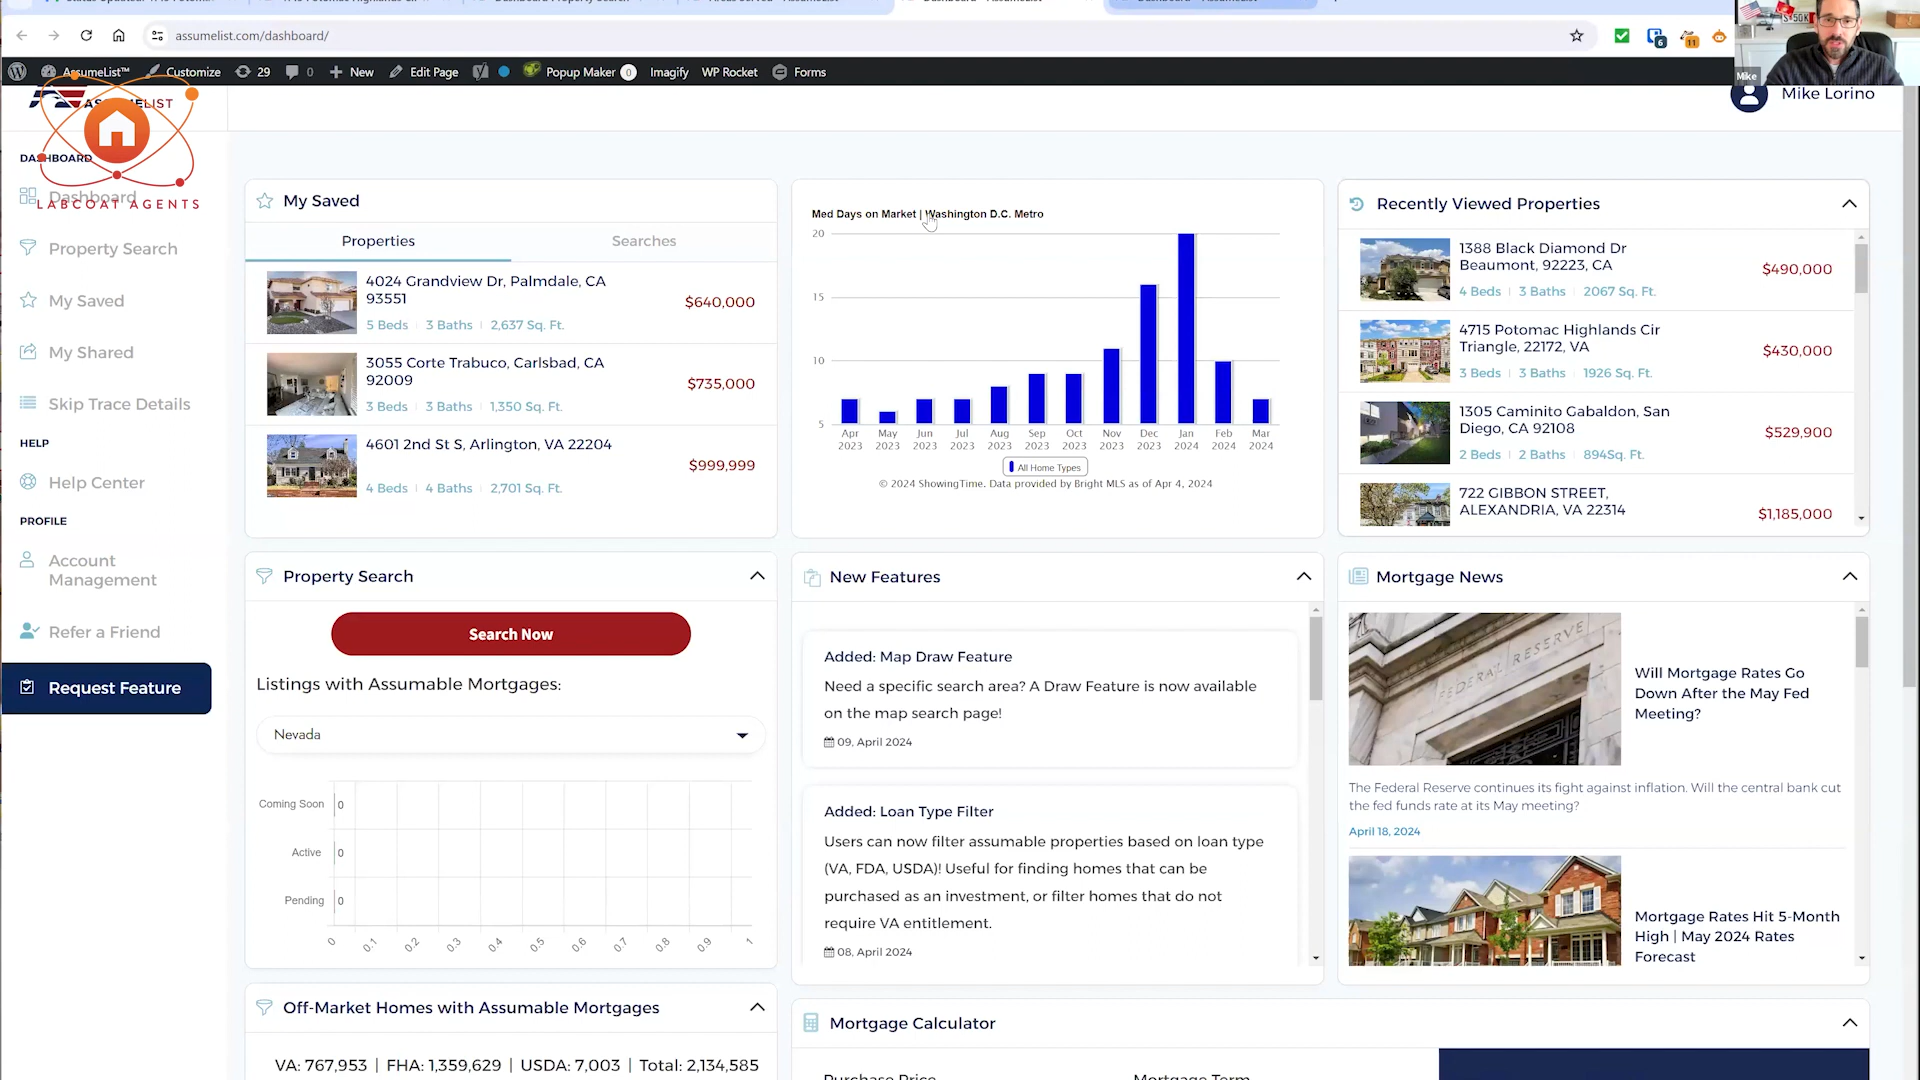 assumelist.com/dashboard/
AssumeList™
Customize
29
0
New
Edit Page
Popup Maker
0
Imagify
WP Rocket
Forms
6
11
Mike
Mike Lorino
LABCOAT AGENTS
DASHBOARD
Dashboard
Property Search
My Saved
My Shared
Skip Trace Details
HELP
Help Center
PROFILE
Account
Management
Refer a Friend
Request Feature
My Saved
Properties
Searches
4024 Grandview Dr, Palmdale, CA
93551
$640,000
5 Beds
3 Baths
2,637 Sq. Ft.
3055 Corte Trabuco, Carlsbad, CA
92009
$735,000
3 Beds
3 Baths
1,350 Sq. Ft.
4601 2nd St S, Arlington, VA 22204
$999,999
4 Beds
4 Baths
2,701 Sq. Ft.
Med Days on Market | Washington D.C. Metro
20
15
10
5
Apr 2023
May 2023
Jun 2023
Jul 2023
Aug 2023
Sep 2023
Oct 2023
Nov 2023
Dec 2023
Jan 2024
Feb 2024
Mar 2024
All Home Types
© 2024 ShowingTime. Data provided by Bright MLS as of Apr 4, 2024
Recently Viewed Properties
1388 Black Diamond Dr
Beaumont, 92223, CA
$490,000
4 Beds
3 Baths
2067 Sq. Ft.
4715 Potomac Highlands Cir
Triangle, 22172, VA
$430,000
3 Beds
3 Baths
1926 Sq. Ft.
1305 Caminito Gabaldon, San
Diego, CA 92108
$529,900
2 Beds
2 Baths
894Sq. Ft.
722 GIBBON STREET,
ALEXANDRIA, VA 22314
$1,185,000
Property Search
Search Now
Listings with Assumable Mortgages:
Nevada
Coming Soon
0
Active
0
Pending
0
0
0.1
0.2
0.3
0.4
0.5
0.6
0.7
0.8
0.9
1
New Features
Added: Map Draw Feature
Need a specific search area? A Draw Feature is now available
on the map search page!
09, April 2024
Added: Loan Type Filter
Users can now filter assumable properties based on loan type
(VA, FDA, USDA)! Useful for finding homes that can be
purchased as an investment, or filter homes that do not
require VA entitlement.
08, April 2024
Mortgage News
FEDERAL RESERVE
Will Mortgage Rates Go
Down After the May Fed
Meeting?
The Federal Reserve continues its fight against inflation. Will the central bank cut
the fed funds rate at its May meeting?
April 18, 2024
Mortgage Rates Hit 5-Month
High | May 2024 Rates
Forecast
Off-Market Homes with Assumable Mortgages
VA: 767,953 | FHA: 1,359,629 | USDA: 7,003 | Total: 2,134,585
Mortgage Calculator
Purchase Price
Mortgage Term